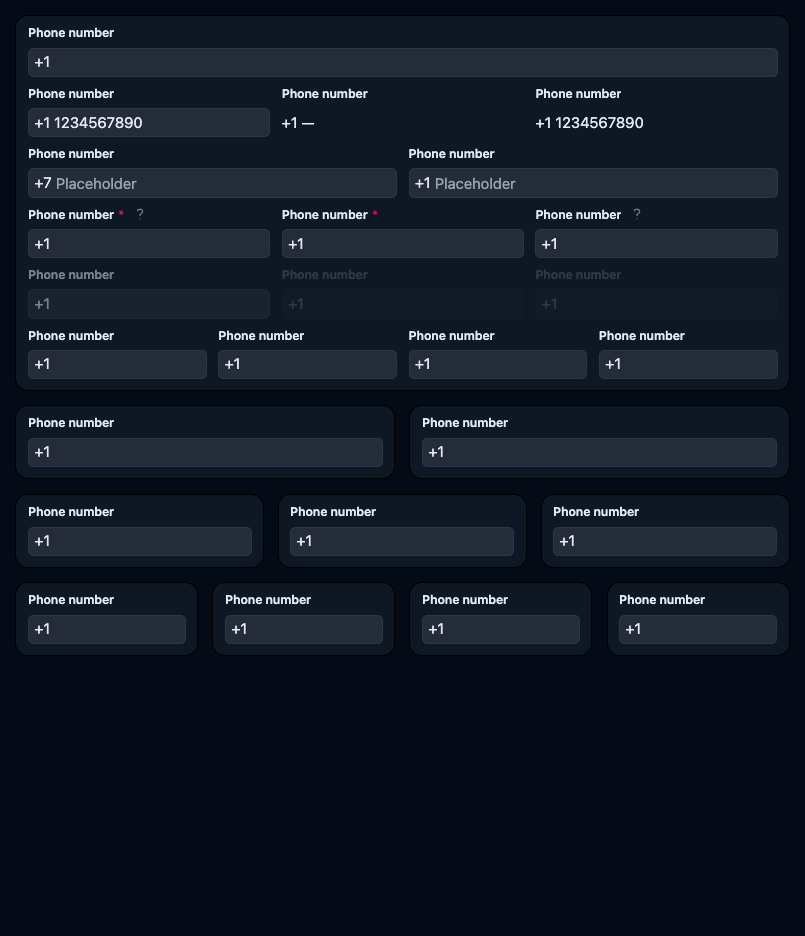 Phone number
+1
Phone number Phone number Phone number
+1 1234567890 +1 — +1 1234567890
Phone number Phone number
+7 Placeholder +1 Placeholder
Phone number * ? Phone number * Phone number ?
+1 +1 +1
Phone number Phone number Phone number
+1 +1 +1
Phone number Phone number Phone number Phone number
+1 +1 +1 +1
Phone number Phone number
+1 +1
Phone number Phone number Phone number
+1 +1 +1
Phone number Phone number Phone number Phone number
+1 +1 +1 +1